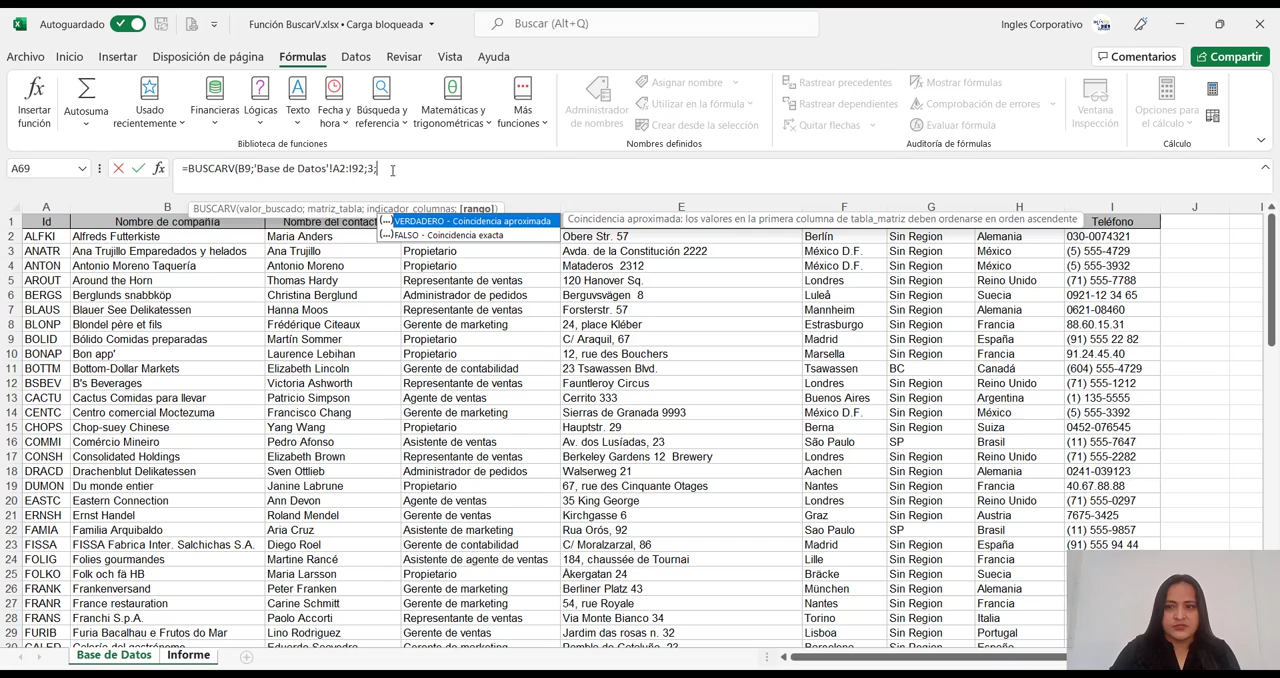 Autoguardado Función BuscarV.xlsx • Carga bloqueada Buscar (Alt+Q) Ingles Corporativo
Archivo Inicio Insertar Disposición de página Fórmulas Datos Revisar Vista Ayuda Comentarios Compartir
Insertar función Autosuma Usado recientemente Financieras Lógicas Texto Fecha y hora Búsqueda y referencia Matemáticas y trigonométricas Más funciones
Biblioteca de funciones
Administrador de nombres
Asignar nombre
Utilizar en la fórmula
Crear desde la selección
Nombres definidos
Rastrear precedentes Mostrar fórmulas
Rastrear dependientes Comprobación de errores
Quitar flechas Evaluar fórmula
Auditoría de fórmulas
Ventana Inspección
Opciones para el cálculo
Cálculo
A69 fx =BUSCARV(B9;'Base de Datos'!A2:I92;3;
BUSCARV(valor_buscado; matriz_tabla; indicador_columnas; [rango])
(...) VERDADERO - Coincidencia aproximada
(...) FALSO - Coincidencia exacta
Coincidencia aproximada: los valores en la primera columna de tabla_matriz deben ordenarse en orden ascendente
A B E F G H I J
1 Id Nombre de compañía Nombre del contac Teléfono
2 ALFKI Alfreds Futterkiste Maria Anders Obere Str. 57 Berlín Sin Region Alemania 030-0074321
3 ANATR Ana Trujillo Emparedados y helados Ana Trujillo Propietario Avda. de la Constitución 2222 México D.F. Sin Region México (5) 555-4729
4 ANTON Antonio Moreno Taquería Antonio Moreno Propietario Mataderos 2312 México D.F. Sin Region México (5) 555-3932
5 AROUT Around the Horn Thomas Hardy Representante de ventas 120 Hanover Sq. Londres Sin Region Reino Unido (71) 555-7788
6 BERGS Berglunds snabbköp Christina Berglund Administrador de pedidos Berguvsvägen 8 Luleå Sin Region Suecia 0921-12 34 65
7 BLAUS Blauer See Delikatessen Hanna Moos Representante de ventas Forsterstr. 57 Mannheim Sin Region Alemania 0621-08460
8 BLONP Blondel père et fils Frédérique Citeaux Gerente de marketing 24, place Kléber Estrasburgo Sin Region Francia 88.60.15.31
9 BOLID Bólido Comidas preparadas Martín Sommer Propietario C/ Araquil, 67 Madrid Sin Region España (91) 555 22 82
10 BONAP Bon app' Laurence Lebihan Propietario 12, rue des Bouchers Marsella Sin Region Francia 91.24.45.40
11 BOTTM Bottom-Dollar Markets Elizabeth Lincoln Gerente de contabilidad 23 Tsawassen Blvd. Tsawassen BC Canadá (604) 555-4729
12 BSBEV B's Beverages Victoria Ashworth Representante de ventas Fauntleroy Circus Londres Sin Region Reino Unido (71) 555-1212
13 CACTU Cactus Comidas para llevar Patricio Simpson Agente de ventas Cerrito 333 Buenos Aires Sin Region Argentina (1) 135-5555
14 CENTC Centro comercial Moctezuma Francisco Chang Gerente de marketing Sierras de Granada 9993 México D.F. Sin Region México (5) 555-3392
15 CHOPS Chop-suey Chinese Yang Wang Propietario Hauptstr. 29 Berna Sin Region Suiza 0452-076545
16 COMMI Comércio Mineiro Pedro Afonso Asistente de ventas Av. dos Lusíadas, 23 São Paulo SP Brasil (11) 555-7647
17 CONSH Consolidated Holdings Elizabeth Brown Representante de ventas Berkeley Gardens 12 Brewery Londres Sin Region Reino Unido (71) 555-2282
18 DRACD Drachenblut Delikatessen Sven Ottlieb Administrador de pedidos Walserweg 21 Aachen Sin Region Alemania 0241-039123
19 DUMON Du monde entier Janine Labrune Propietario 67, rue des Cinquante Otages Nantes Sin Region Francia 40.67.88.88
20 EASTC Eastern Connection Ann Devon Agente de ventas 35 King George Londres Sin Region Reino Unido (71) 555-0297
21 ERNSH Ernst Handel Roland Mendel Gerente de ventas Kirchgasse 6 Graz Sin Region Austria 7675-3425
22 FAMIA Familia Arquibaldo Aria Cruz Asistente de marketing Rua Orós, 92 Sao Paulo SP Brasil (11) 555-9857
23 FISSA FISSA Fabrica Inter. Salchichas S.A. Diego Roel Gerente de contabilidad C/ Moralzarzal, 86 Madrid Sin Region España (91) 555 94 44
24 FOLIG Folies gourmandes Martine Rancé Asistente de agente de ventas 184, chaussée de Tournai Lille Sin Region Francia
25 FOLKO Folk och fä HB Maria Larsson Propietario Åkergatan 24 Bräcke Sin Region Suecia
26 FRANK Frankenversand Peter Franken Gerente de marketing Berliner Platz 43 München Sin Region Alemania
27 FRANR France restauration Carine Schmitt Gerente de marketing 54, rue Royale Nantes Sin Region Francia
28 FRANS Franchi S.p.A. Paolo Accorti Representante de ventas Via Monte Bianco 34 Torino Sin Region Italia
29 FURIB Furia Bacalhau e Frutos do Mar Lino Rodriguez Gerente de ventas Jardim das rosas n. 32 Lisboa Sin Region Portugal
Base de Datos Informe